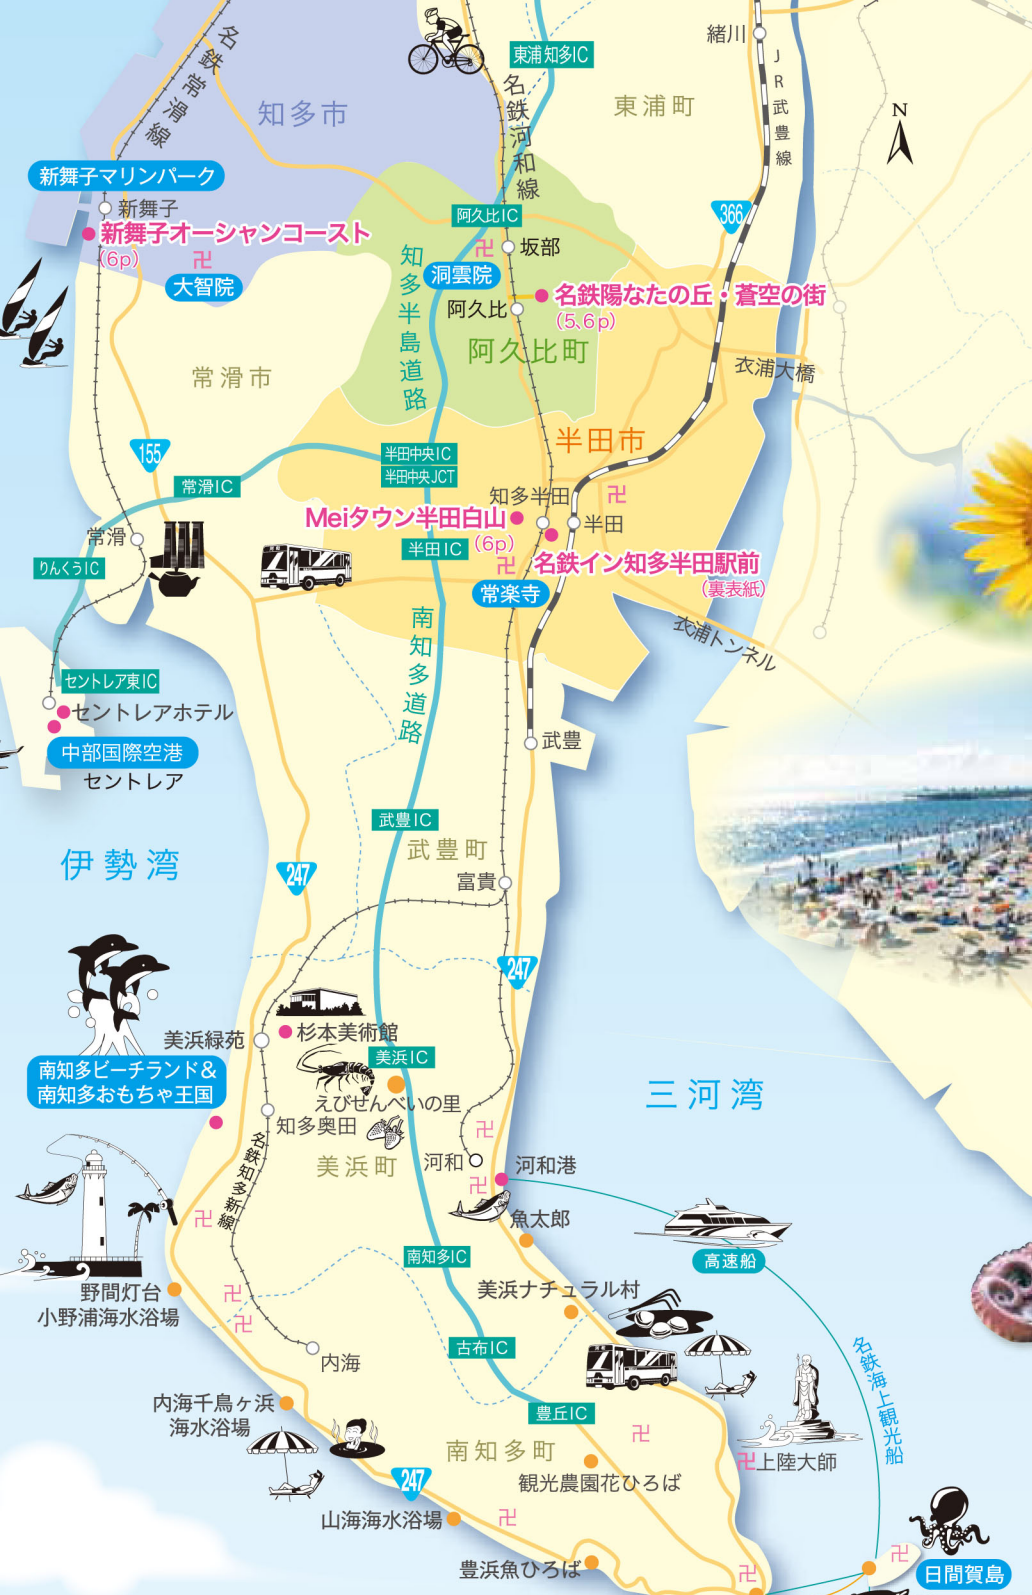 緒川
名鉄常滑線
東浦知多IC
名鉄河和線
JR武豊線
知多市
東浦町
N
新舞子マリンパーク
新舞子
新舞子オーシャンコースト
(6p)
卍
大智院
阿久比IC
366
卍
坂部
洞雲院
知多半島道路
名鉄陽なたの丘・蒼空の街
(5、6p)
阿久比
阿久比町
衣浦大橋
常滑市
半田市
155
半田中央IC
半田中央JCT
常滑IC
知多半田
卍
Meiタウン半田白山
(6p)
半田
常滑
半田IC
りんくうIC
卍
名鉄イン知多半田駅前
(裏表紙)
常楽寺
南知多道路
衣浦トンネル
セントレア東IC
セントレアホテル
中部国際空港
セントレア
武豊
武豊IC
武豊町
伊勢湾
247
富貴
247
美浜緑苑
杉本美術館
美浜IC
南知多ビーチランド&
南知多おもちゃ王国
えびせんべいの里
三河湾
知多奥田
卍
名鉄知多新線
美浜町
河和
河和港
卍
卍
魚太郎
南知多IC
高速船
野間灯台
小野浦海水浴場
卍
卍
美浜ナチュラル村
古布IC
内海
名鉄海上観光船
内海千鳥ヶ浜
海水浴場
豊丘IC
卍
南知多町
卍上陸大師
247
観光農園花ひろば
山海海水浴場
卍
豊浜魚ひろば
卍
卍
日間賀島